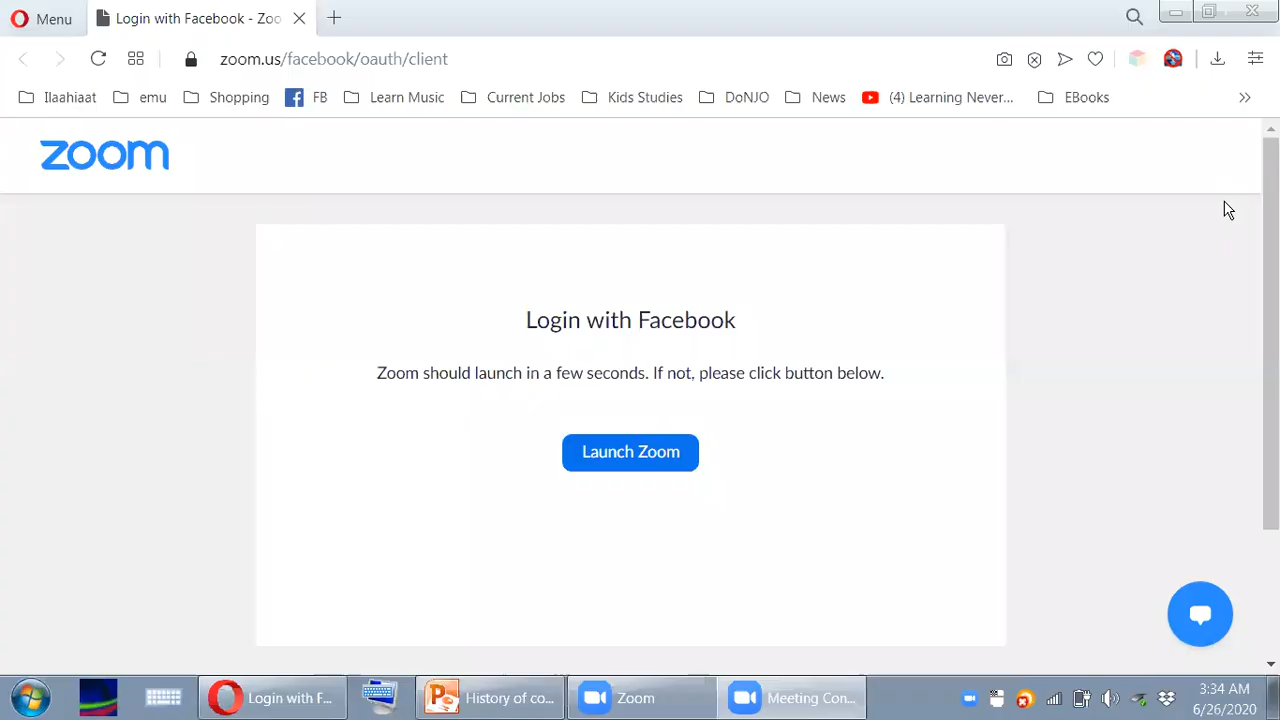 Menu
Login with Facebook - Zoo
zoom.us/facebook/oauth/client
Ilaahiaat
emu
Shopping
FB
Learn Music
Current Jobs
Kids Studies
DoNJO
News
(4) Learning Never...
EBooks
zoom
Login with Facebook
Zoom should launch in a few seconds. If not, please click button below.
Launch Zoom
Login with F...
History of co...
Zoom
Meeting Con...
3:34 AM
6/26/2020